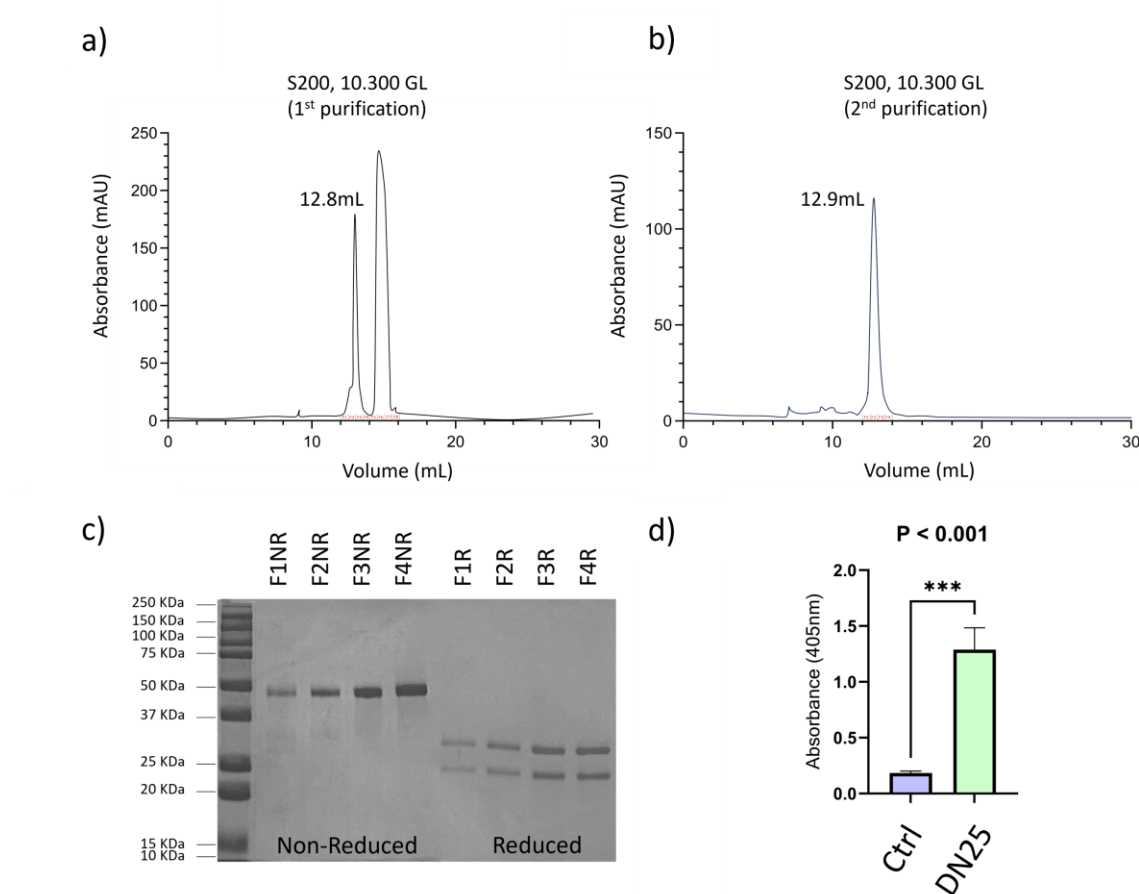 a)
S200, 10.300 GL
(1st purification)
Absorbance (mAU)
250
200
150
100
50
0
12.8mL
0 10 20 30
Volume (mL)
b)
S200, 10.300 GL
(2nd purification)
Absorbance (mAU)
150
100
50
0
12.9mL
0 10 20 30
Volume (mL)
c)
F1NR F2NR F3NR F4NR F1R F2R F3R F4R
250 KDa
150 KDa
100 KDa
75 KDa
50 KDa
37 KDa
25 KDa
20 KDa
15 KDa
10 KDa
Non-Reduced Reduced
d)
P < 0.001
Absorbance (405nm)
2.0
1.5
1.0
0.5
0.0
***
Ctrl DN25